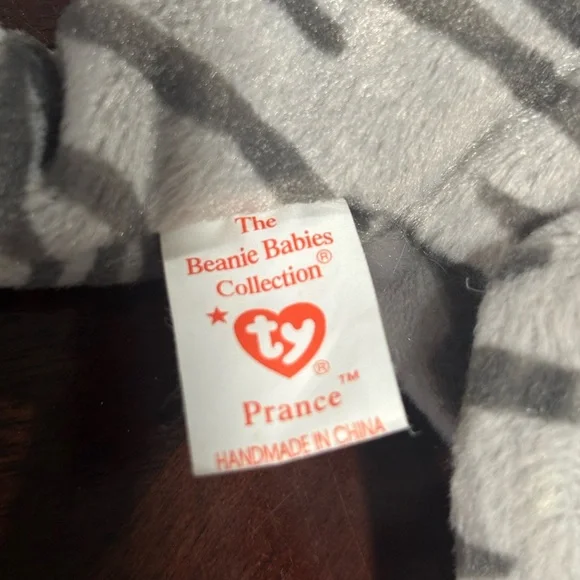 The
Beanie Babies
Collection®
ty®
Prance™
HANDMADE IN CHINA